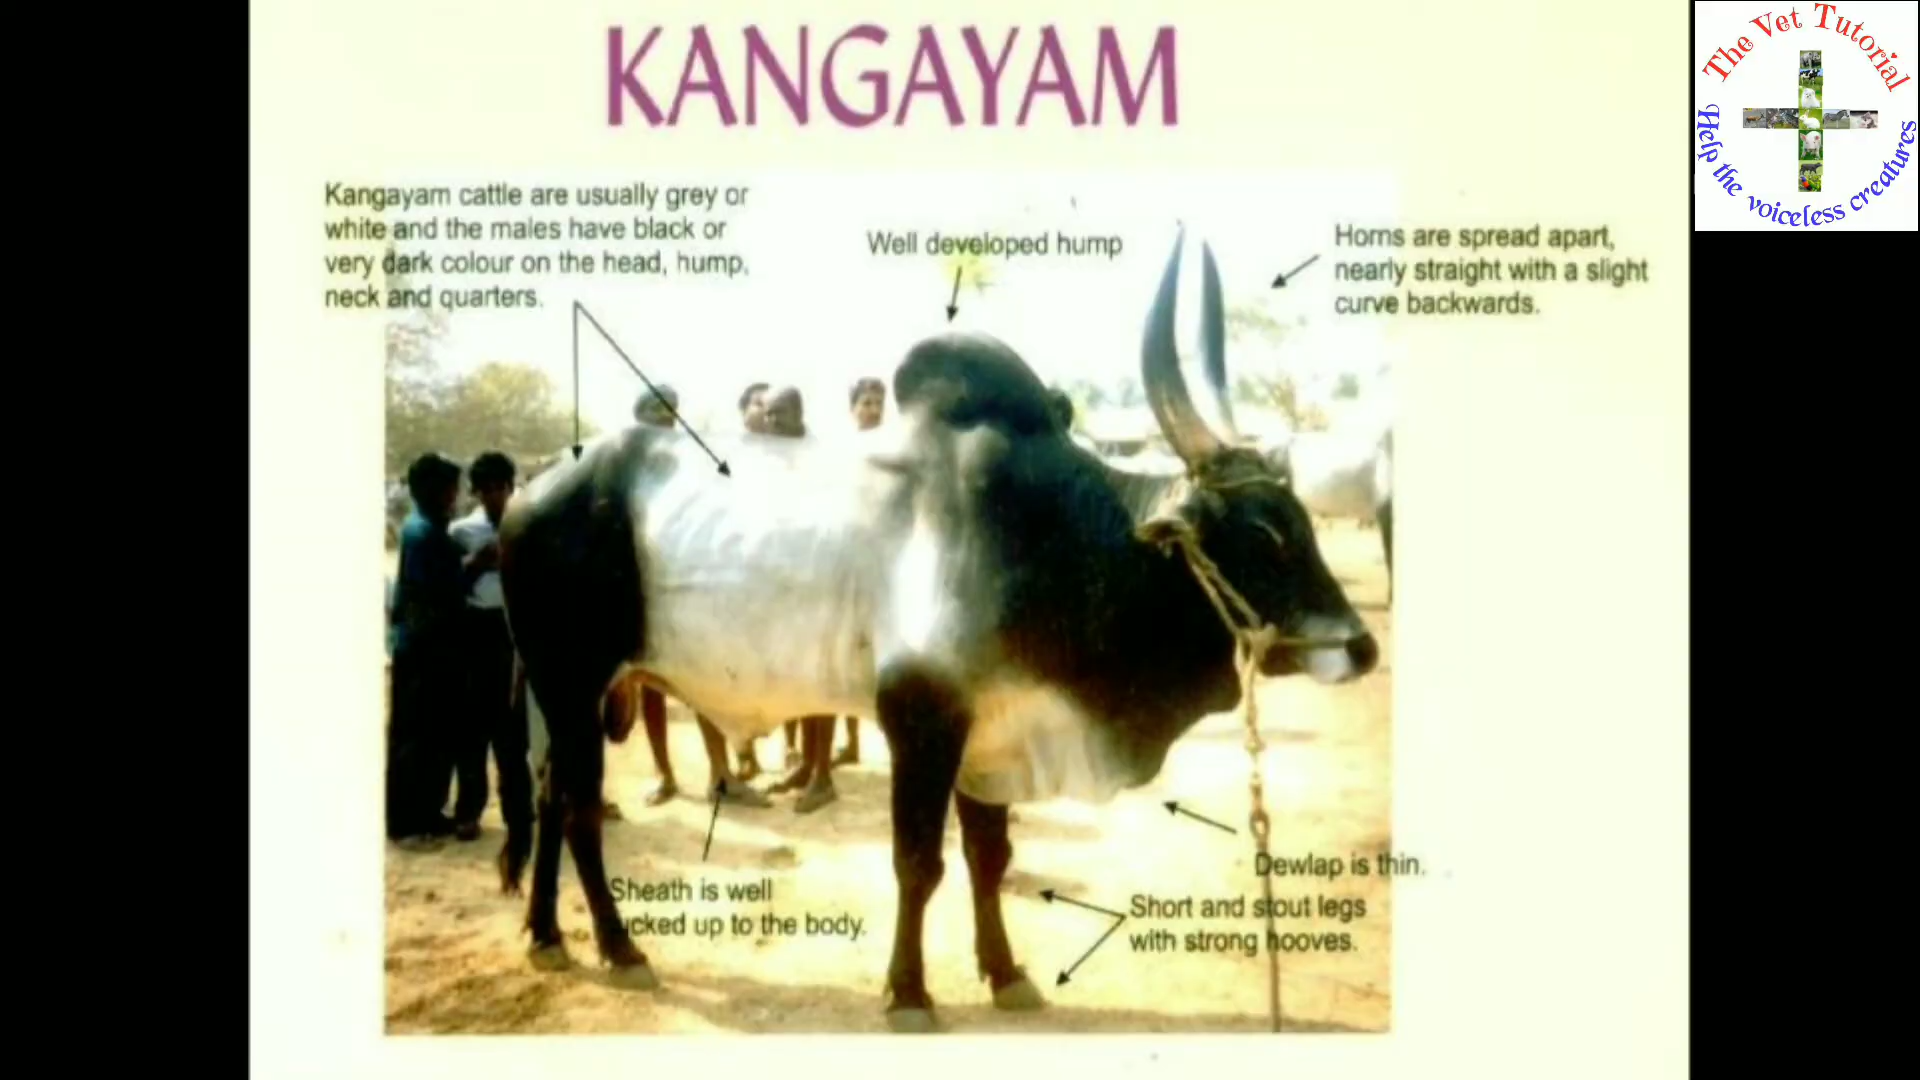 KANGAYAM
The Vet Tutorial
Help the voiceless creatures
Kangayam cattle are usually grey or
white and the males have black or
very dark colour on the head, hump,
neck and quarters.
Well developed hump
Horns are spread apart,
nearly straight with a slight
curve backwards.
Dewlap is thin.
Short and stout legs
with strong hooves.
Sheath is well
tucked up to the body.